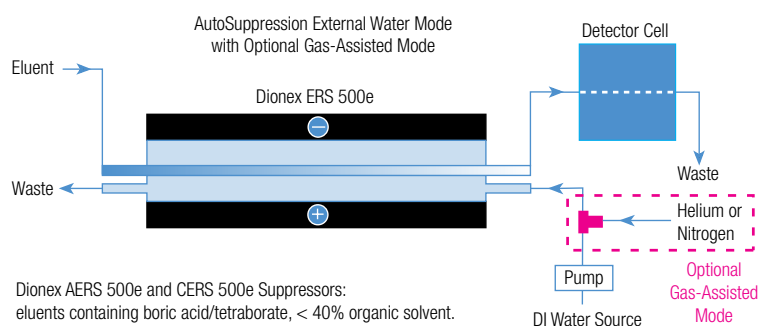 AutoSuppression External Water Mode
with Optional Gas-Assisted Mode
Detector Cell
Eluent
Dionex ERS 500e
−
Waste
Waste
+
Helium or
Nitrogen
Pump
Optional
Gas-Assisted
Mode
DI Water Source
Dionex AERS 500e and CERS 500e Suppressors:
eluents containing boric acid/tetraborate, < 40% organic solvent.